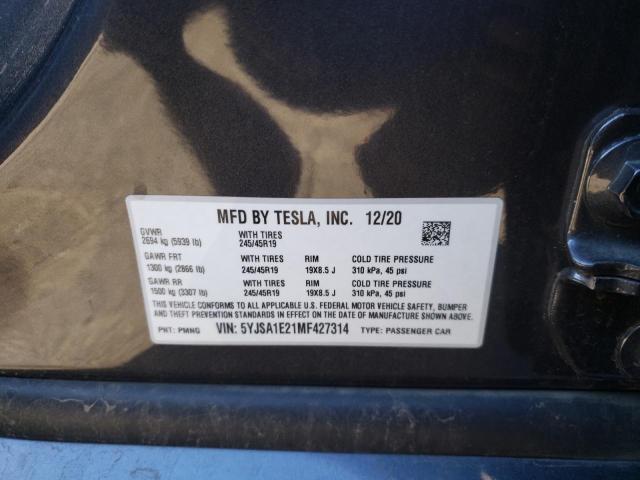 MFD BY TESLA, INC. 12/20
GVWR WITH TIRES
2694 kg (5939 lb) 245/45R19
GAWR FRT WITH TIRES RIM COLD TIRE PRESSURE
1300 kg (2866 lb) 245/45R19 19X8.5 J 310 kPa, 45 psi
GAWR RR WITH TIRES RIM COLD TIRE PRESSURE
1500 kg (3307 lb) 245/45R19 19X8.5 J 310 kPa, 45 psi
THIS VEHICLE CONFORMS TO ALL APPLICABLE U.S. FEDERAL MOTOR VEHICLE SAFETY, BUMPER
AND THEFT PREVENTION STANDARDS IN EFFECT ON THE DATE OF MANUFACTURE SHOWN ABOVE.
PNT: PMNG VIN: 5YJSA1E21MF427314 TYPE: PASSENGER CAR